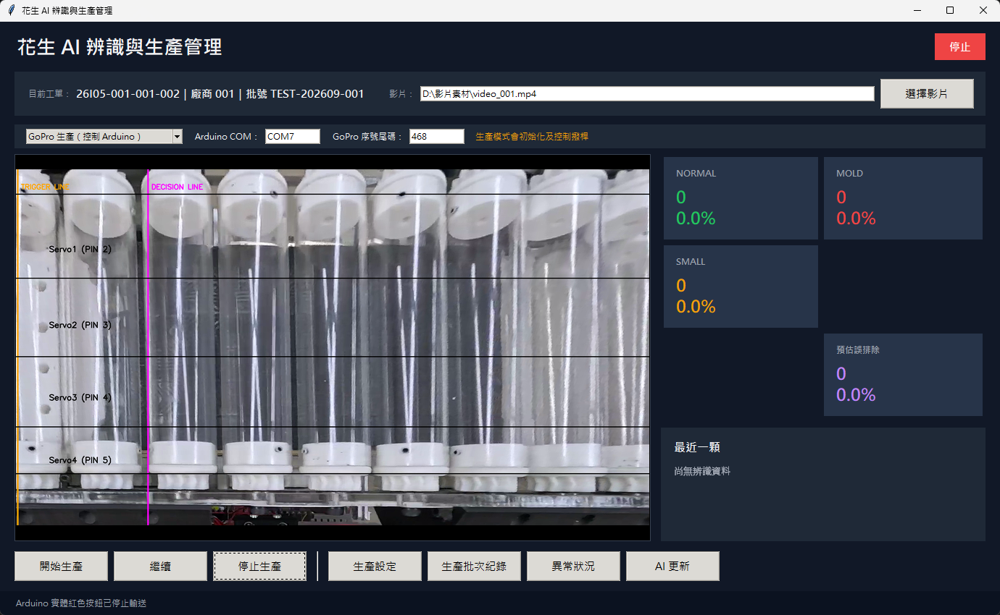 花生 AI 辨識與生產管理
花生 AI 辨識與生產管理
停止
目前工單： 26I05-001-001-002 | 廠商 001 | 批號 TEST-202609-001
影片： D:\影片素材\video_001.mp4
選擇影片
GoPro 生產（控制 Arduino）
Arduino COM： COM7
GoPro 序號尾碼： 468
生產模式會初始化及控制撥桿
TRIGGER LINE
DECISION LINE
Servo1 (PIN 2)
Servo2 (PIN 3)
Servo3 (PIN 4)
Servo4 (PIN 5)
NORMAL
0
0.0%
MOLD
0
0.0%
SMALL
0
0.0%
預估誤排除
0
0.0%
最近一顆
尚無辨識資料
開始生產
繼續
停止生產
生產設定
生產批次紀錄
異常狀況
AI 更新
Arduino 實體紅色按鈕已停止輸送